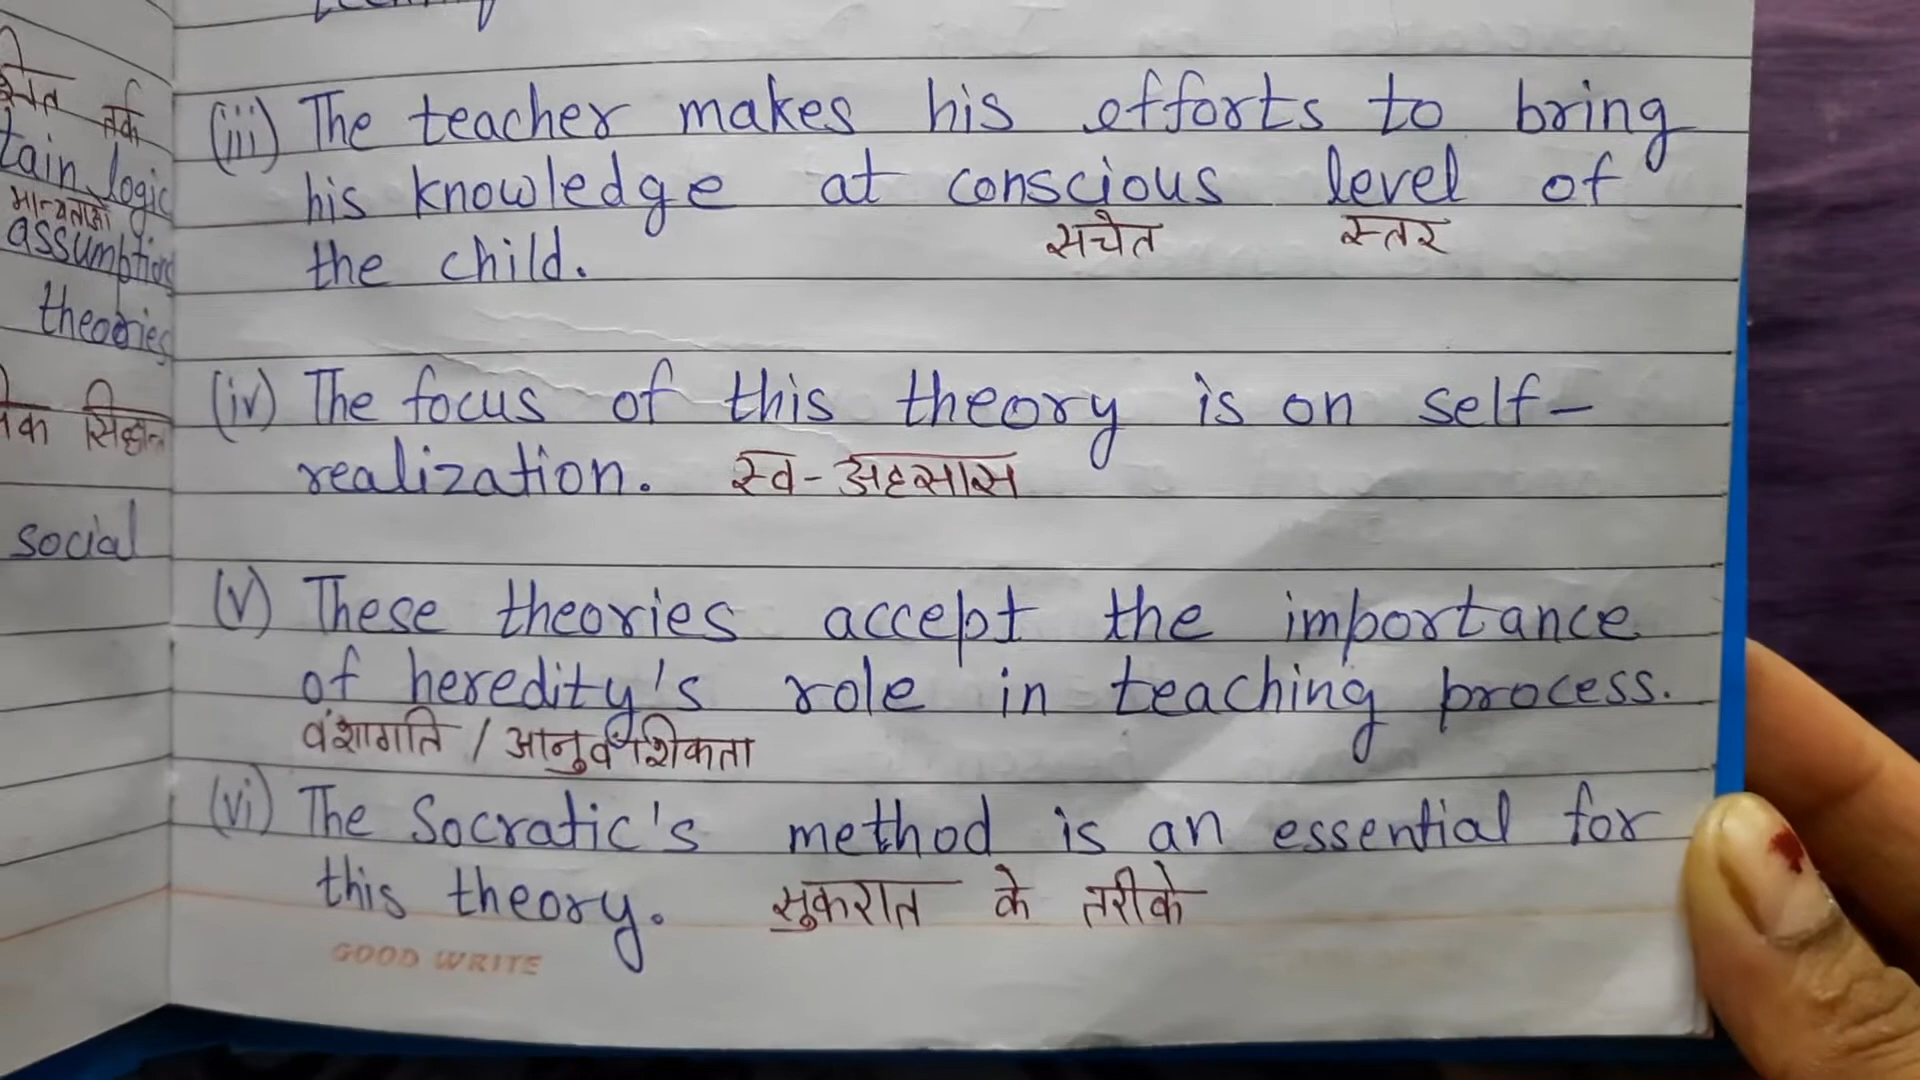 तर्क
tain logic
मान्यताओं
assumptions
theories
सिद्धान्त
social
(iii) The teacher makes his efforts to bring
his knowledge at conscious level of
सचेत स्तर
the child.
(iv) The focus of this theory is on self-
realization. स्व-अहसास
(v) These theories accept the importance
of heredity's role in teaching process.
वंशागति / आनुवंशिकता
(vi) The Socratic's method is an essential for
this theory. सुकरात के तरीके
GOOD WRITE